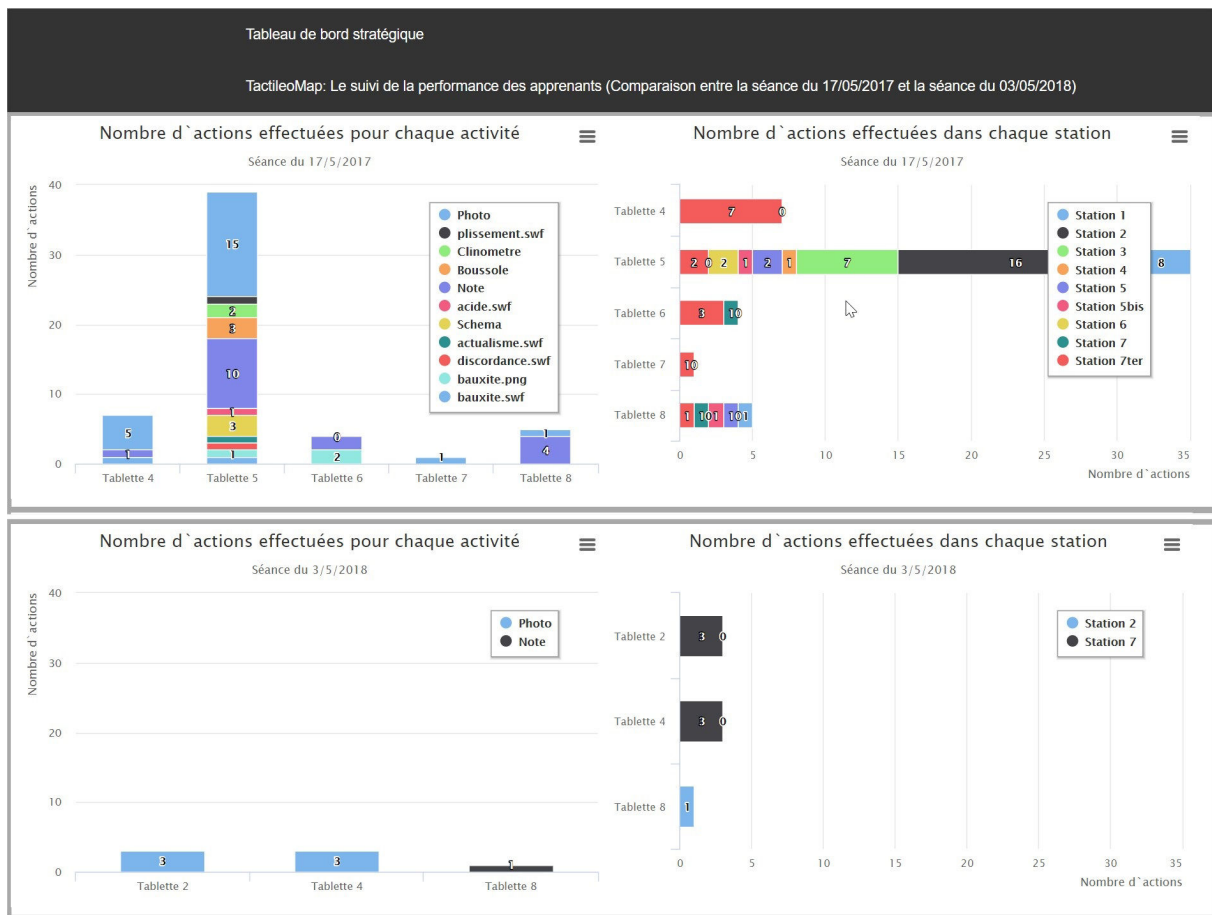 Tableau de bord stratégique
TactileoMap: Le suivi de la performance des apprenants (Comparaison entre la séance du 17/05/2017 et la séance du 03/05/2018)
Nombre d`actions effectuées pour chaque activité
Séance du 17/5/2017
Nombre d`actions
40
30
20
10
0
5
1
15
2
3
10
1
3
1
0
2
1
1
4
Tablette 4
Tablette 5
Tablette 6
Tablette 7
Tablette 8
Photo
plissement.swf
Clinometre
Boussole
Note
acide.swf
Schema
actualisme.swf
discordance.swf
bauxite.png
bauxite.swf
Nombre d`actions effectuées dans chaque station
Séance du 17/5/2017
Tablette 4
7 0
Tablette 5
2 0 2 1 2 1 7 16 8
Tablette 6
3 1 0
Tablette 7
1 0
Tablette 8
1 1 0 1 1 0 1
0 5 10 15 20 25 30 35
Nombre d`actions
Station 1
Station 2
Station 3
Station 4
Station 5
Station 5bis
Station 6
Station 7
Station 7ter
Nombre d`actions effectuées pour chaque activité
Séance du 3/5/2018
Nombre d`actions
40
30
20
10
0
3
3
1
Tablette 2
Tablette 4
Tablette 8
Photo
Note
Nombre d`actions effectuées dans chaque station
Séance du 3/5/2018
Tablette 2
3 0
Tablette 4
3 0
Tablette 8
1
0 5 10 15 20 25 30 35
Nombre d`actions
Station 2
Station 7